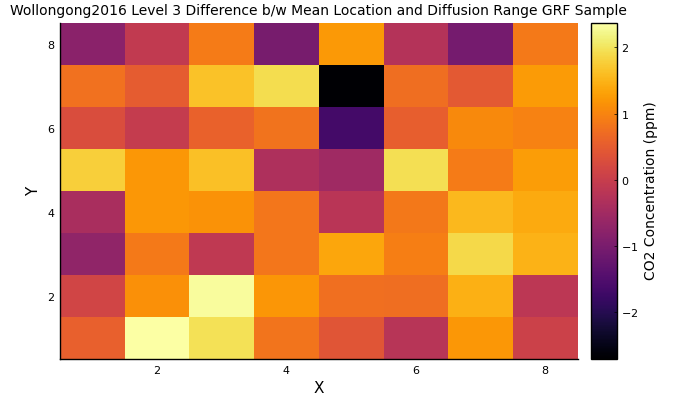 Wollongong2016 Level 3 Difference b/w Mean Location and Diffusion Range GRF Sample
8
6
4
2
Y
2 4 6 8
X
2
1
0
−1
−2
CO2 Concentration (ppm)